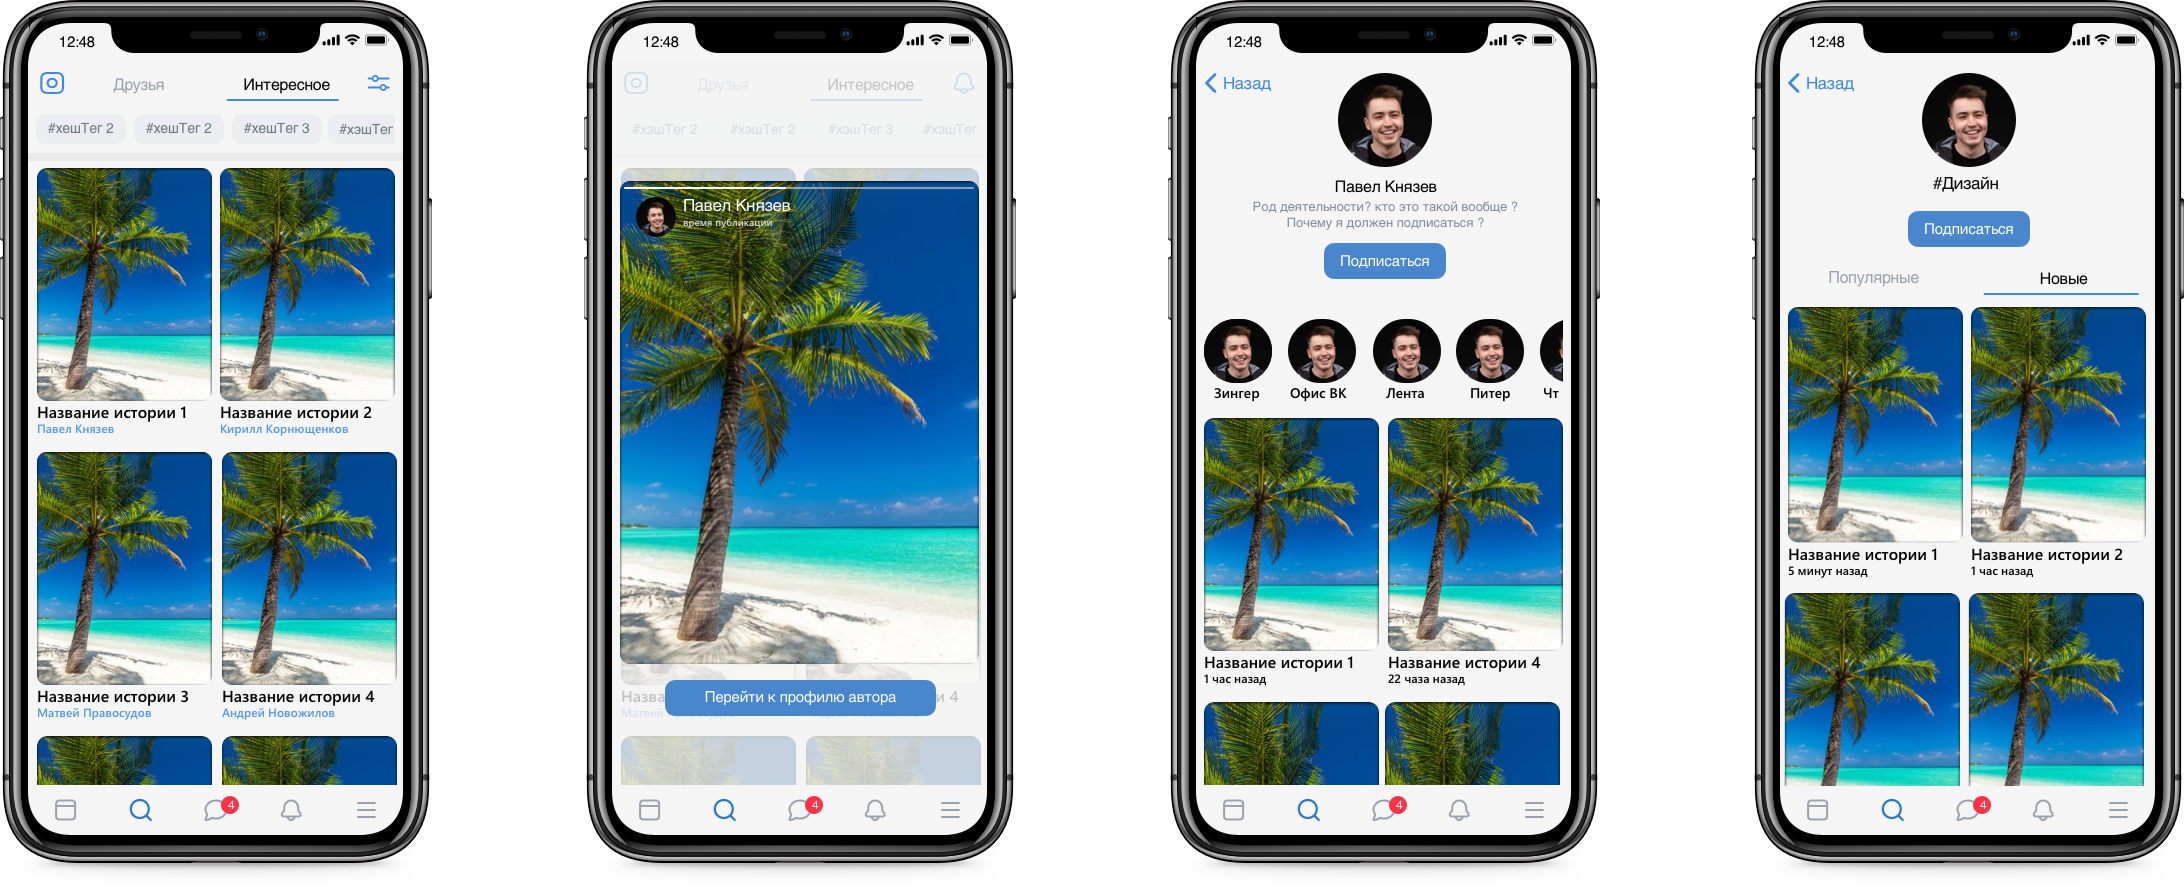 12:48
Друзья
Интересное
#хешТег 2
#хешТег 2
#хешТег 3
#хэшТег
Название истории 1
Павел Князев
Название истории 2
Кирилл Корнющенков
Название истории 3
Матвей Правосудов
Название истории 4
Андрей Новожилов
4
12:48
Друзья
Интересное
#хэшТег 2
#хэшТег 2
#хэшТег 3
#хэшТег
Павел Князев
время публикации
Назва
и 4
Матвей
Перейти к профилю автора
4
12:48
Назад
Павел Князев
Род деятельности? кто это такой вообще ?
Почему я должен подписаться ?
Подписаться
Зингер
Офис ВК
Лента
Питер
Чт
Название истории 1
1 час назад
Название истории 4
22 часа назад
4
12:48
Назад
#Дизайн
Подписаться
Популярные
Новые
Название истории 1
5 минут назад
Название истории 2
1 час назад
4